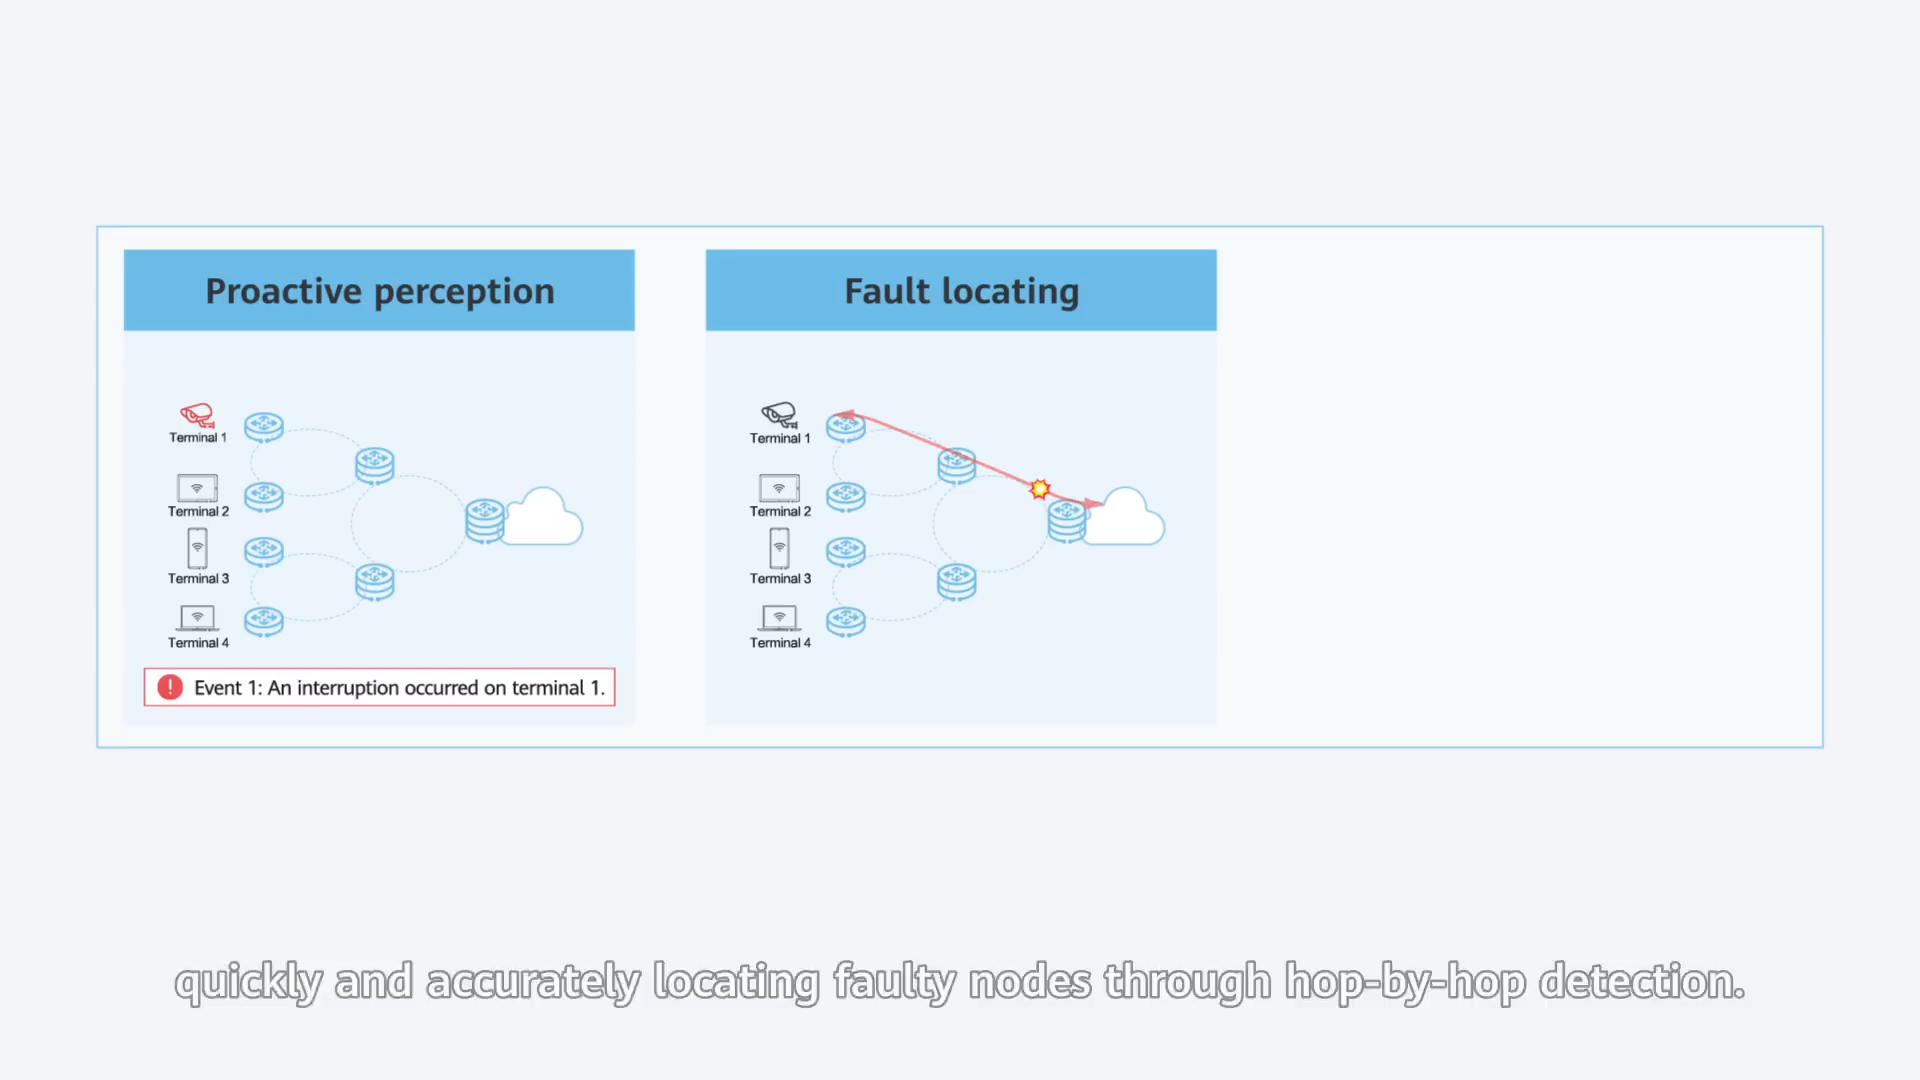 Proactive perception
Terminal 1
Terminal 2
Terminal 3
Terminal 4
Event 1: An interruption occurred on terminal 1.
Fault locating
Terminal 1
Terminal 2
Terminal 3
Terminal 4
quickly and accurately locating faulty nodes through hop-by-hop detection.